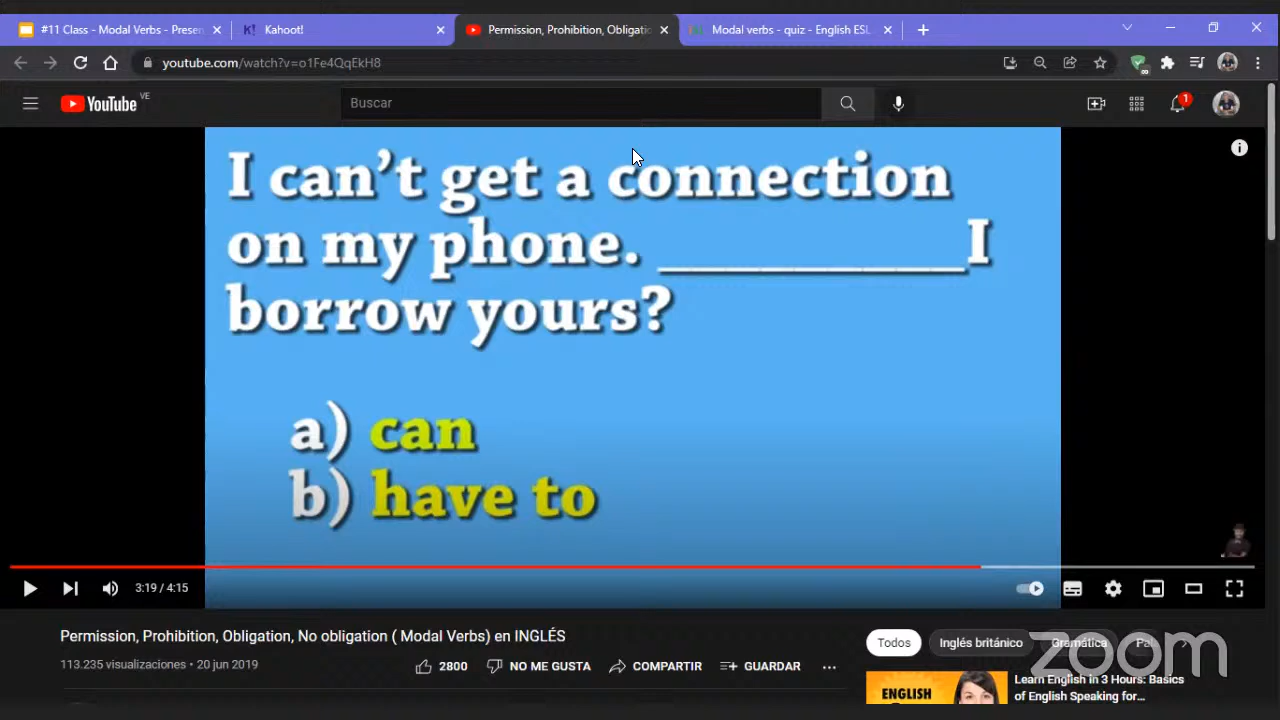 #11 Class - Modal Verbs - Presen
Kahoot!
Permission, Prohibition, Obligatio
Modal verbs - quiz - English ESL
youtube.com/watch?v=o1Fe4QqEkH8
YouTube VE
Buscar
1
I can't get a connection
on my phone. ____________I
borrow yours?
a) can
b) have to
3:19 / 4:15
Permission, Prohibition, Obligation, No obligation ( Modal Verbs) en INGLÉS
113.235 visualizaciones • 20 jun 2019
2800
NO ME GUSTA
COMPARTIR
GUARDAR
Todos
Inglés británico
Gramática
Pal
zoom
ENGLISH
Learn English in 3 Hours: Basics
of English Speaking for...